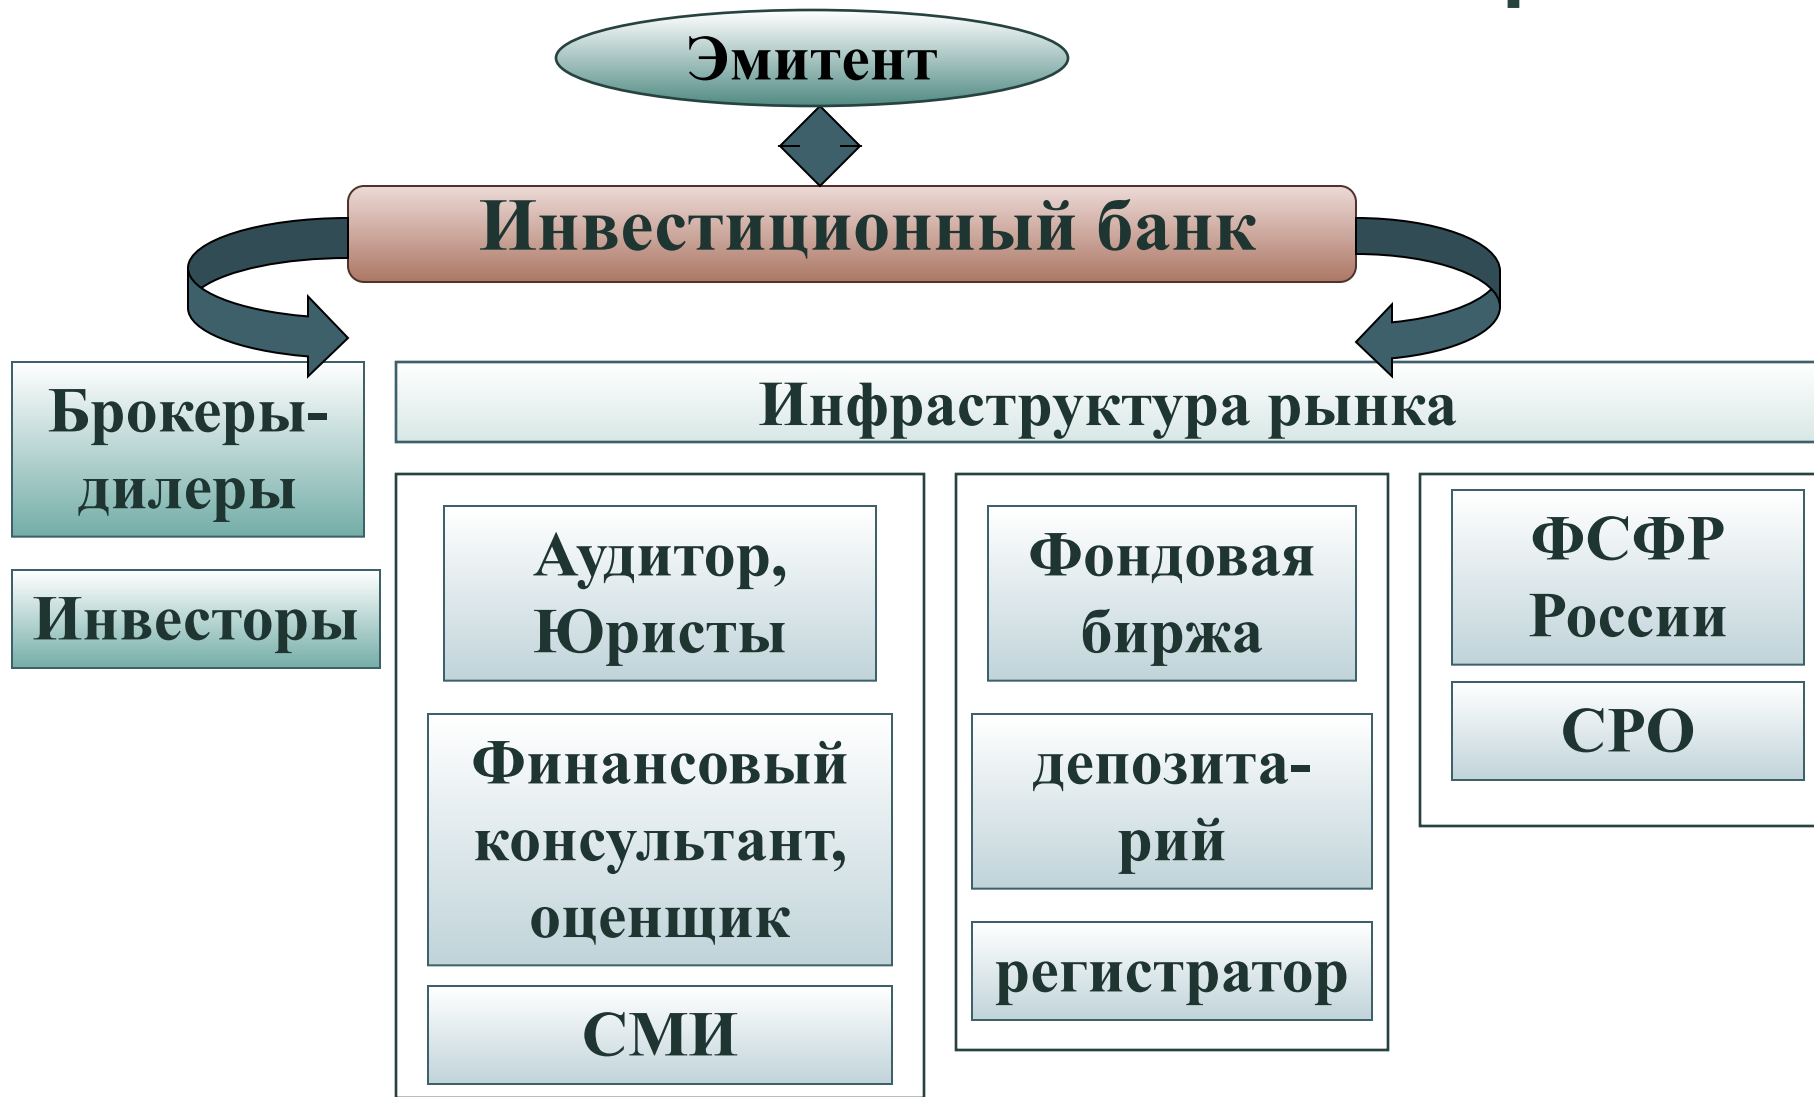 Эмитент
Инвестиционный банк
Брокеры-
дилеры
Инвесторы
Инфраструктура рынка
Аудитор,
Юристы
Финансовый
консультант,
оценщик
СМИ
Фондовая
биржа
депозита-
рий
регистратор
ФСФР
России
СРО